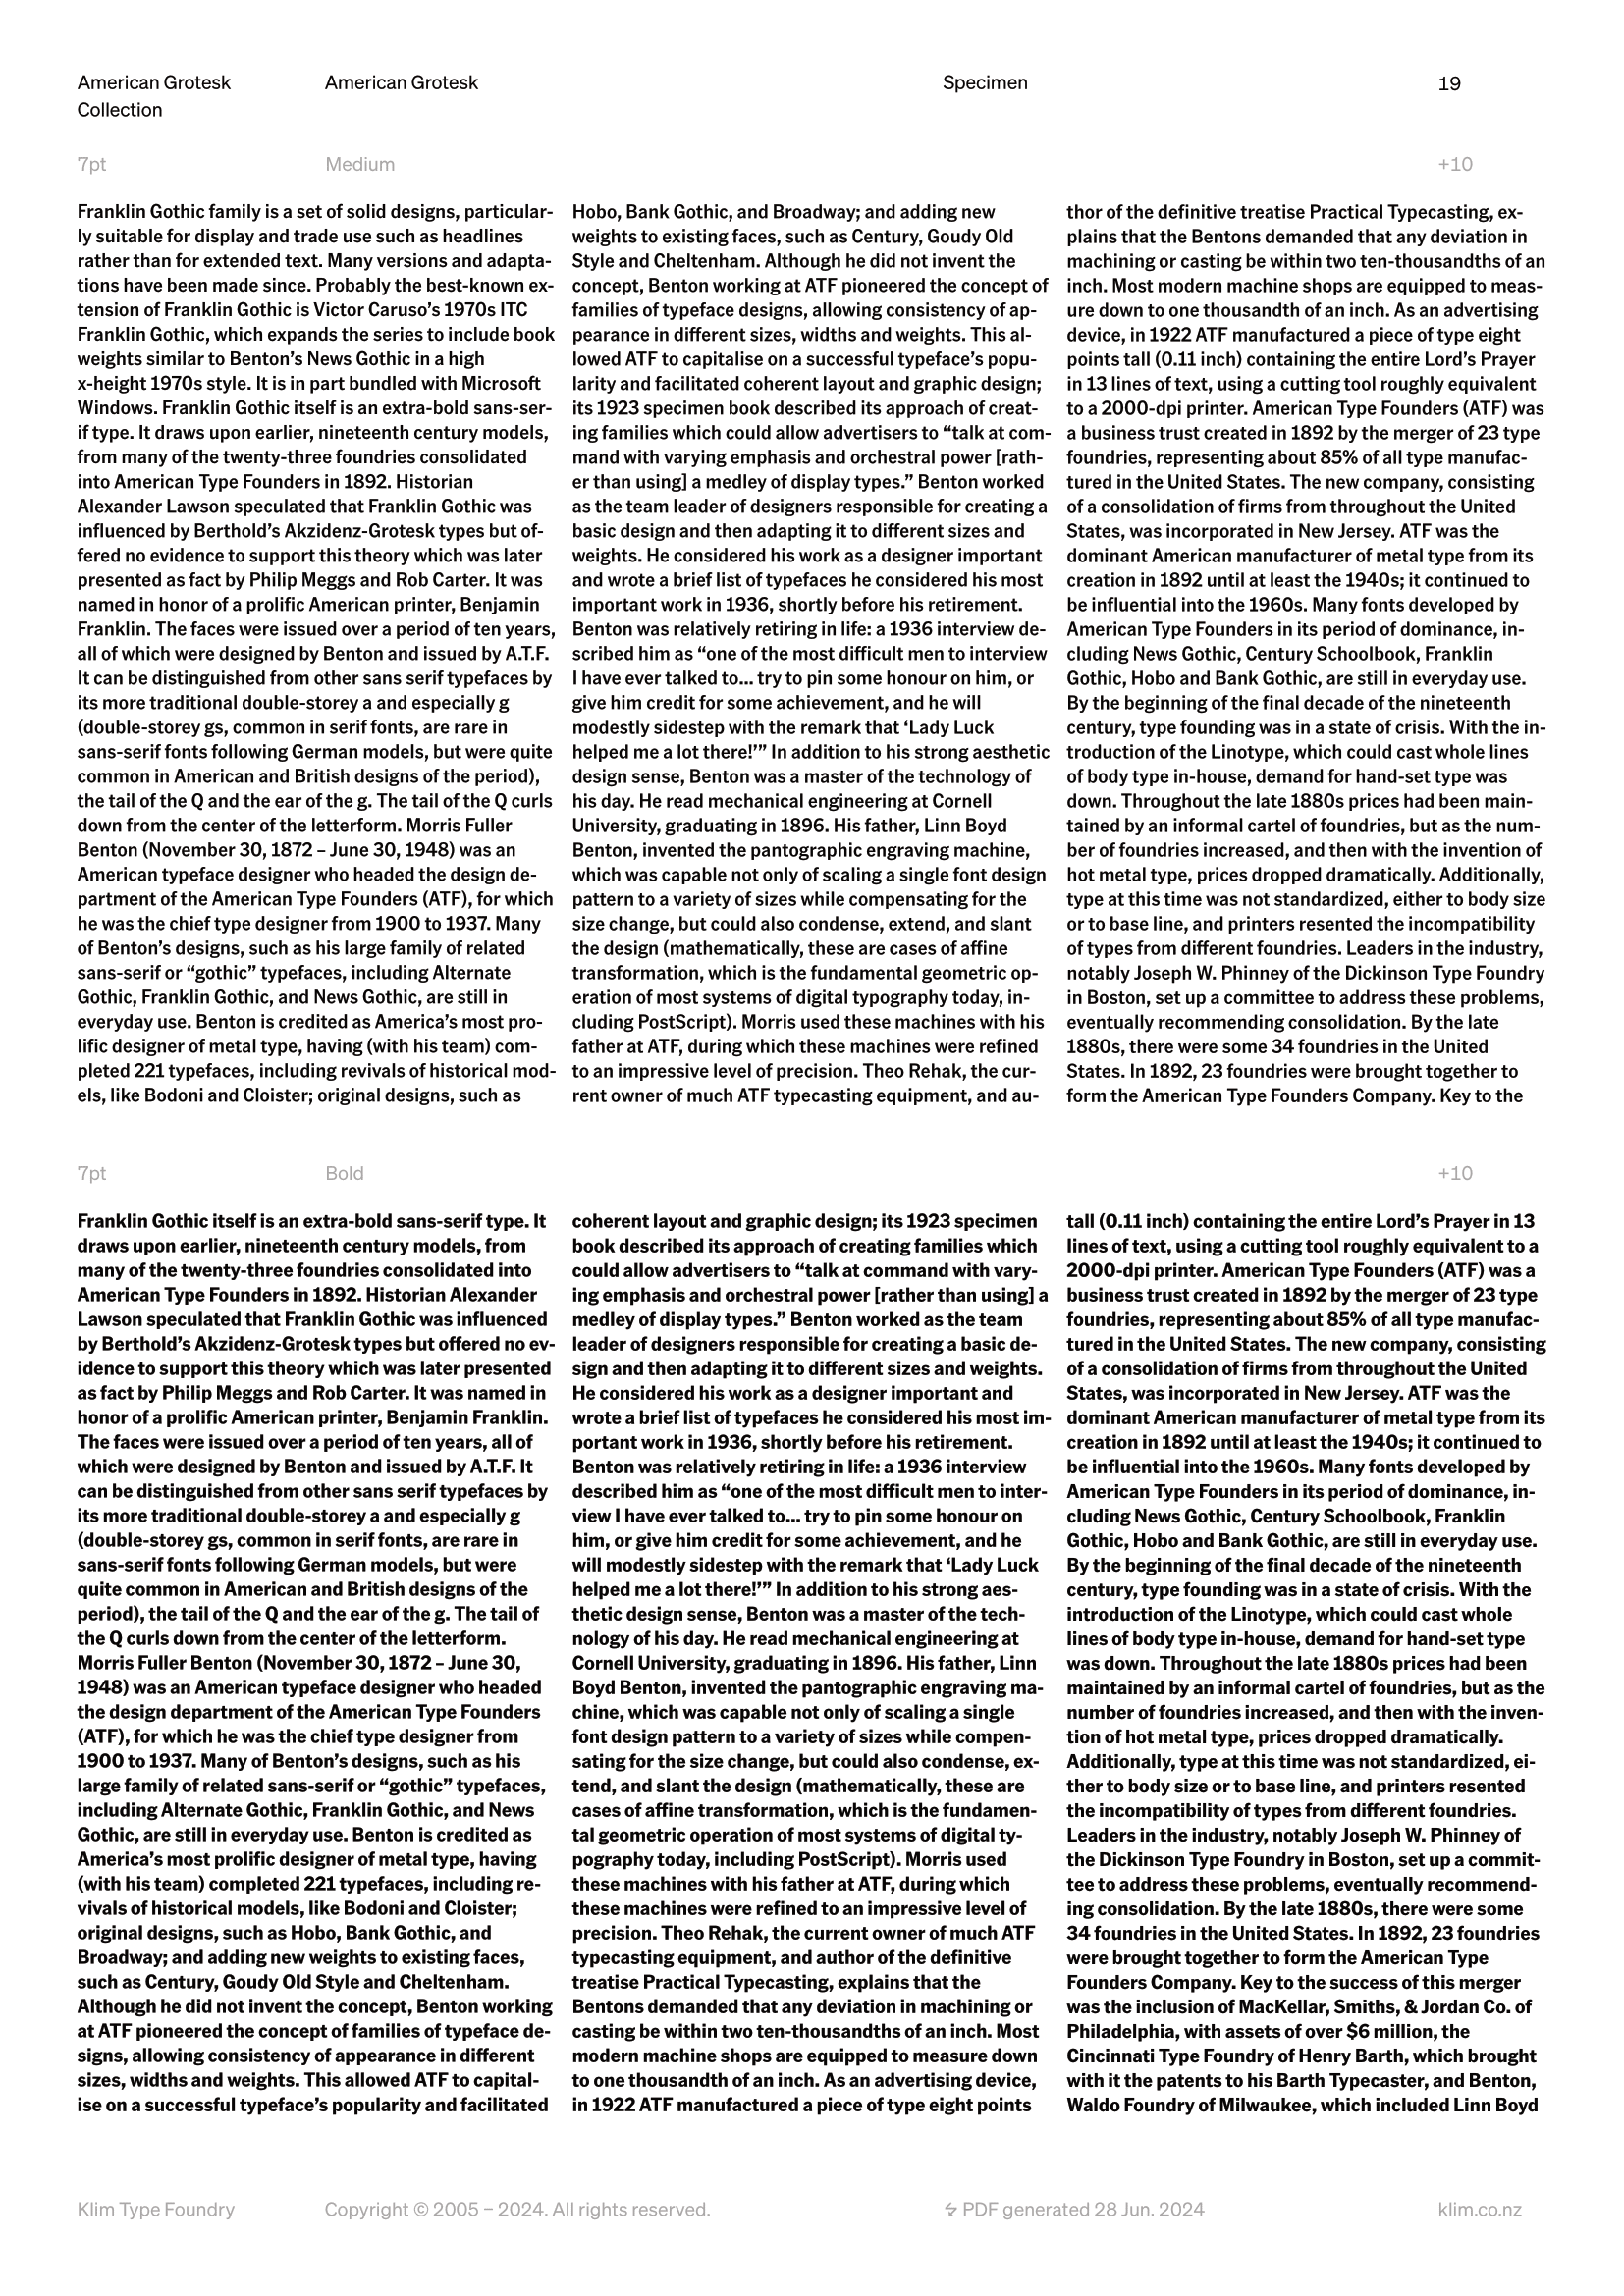 American Grotesk
Collection
American Grotesk
Specimen
19
7pt
Medium
+10
Franklin Gothic family is a set of solid designs, particular-
ly suitable for display and trade use such as headlines
rather than for extended text. Many versions and adapta-
tions have been made since. Probably the best-known ex-
tension of Franklin Gothic is Victor Caruso’s 1970s ITC
Franklin Gothic, which expands the series to include book
weights similar to Benton’s News Gothic in a high
x-height 1970s style. It is in part bundled with Microsoft
Windows. Franklin Gothic itself is an extra-bold sans-ser-
if type. It draws upon earlier, nineteenth century models,
from many of the twenty-three foundries consolidated
into American Type Founders in 1892. Historian
Alexander Lawson speculated that Franklin Gothic was
influenced by Berthold’s Akzidenz-Grotesk types but of-
fered no evidence to support this theory which was later
presented as fact by Philip Meggs and Rob Carter. It was
named in honor of a prolific American printer, Benjamin
Franklin. The faces were issued over a period of ten years,
all of which were designed by Benton and issued by A.T.F.
It can be distinguished from other sans serif typefaces by
its more traditional double-storey a and especially g
(double-storey gs, common in serif fonts, are rare in
sans-serif fonts following German models, but were quite
common in American and British designs of the period),
the tail of the Q and the ear of the g. The tail of the Q curls
down from the center of the letterform. Morris Fuller
Benton (November 30, 1872 – June 30, 1948) was an
American typeface designer who headed the design de-
partment of the American Type Founders (ATF), for which
he was the chief type designer from 1900 to 1937. Many
of Benton’s designs, such as his large family of related
sans-serif or “gothic” typefaces, including Alternate
Gothic, Franklin Gothic, and News Gothic, are still in
everyday use. Benton is credited as America’s most pro-
lific designer of metal type, having (with his team) com-
pleted 221 typefaces, including revivals of historical mod-
els, like Bodoni and Cloister; original designs, such as
Hobo, Bank Gothic, and Broadway; and adding new
weights to existing faces, such as Century, Goudy Old
Style and Cheltenham. Although he did not invent the
concept, Benton working at ATF pioneered the concept of
families of typeface designs, allowing consistency of ap-
pearance in different sizes, widths and weights. This al-
lowed ATF to capitalise on a successful typeface’s popu-
larity and facilitated coherent layout and graphic design;
its 1923 specimen book described its approach of creat-
ing families which could allow advertisers to “talk at com-
mand with varying emphasis and orchestral power [rath-
er than using] a medley of display types.” Benton worked
as the team leader of designers responsible for creating a
basic design and then adapting it to different sizes and
weights. He considered his work as a designer important
and wrote a brief list of typefaces he considered his most
important work in 1936, shortly before his retirement.
Benton was relatively retiring in life: a 1936 interview de-
scribed him as “one of the most difficult men to interview
I have ever talked to... try to pin some honour on him, or
give him credit for some achievement, and he will
modestly sidestep with the remark that ‘Lady Luck
helped me a lot there!’” In addition to his strong aesthetic
design sense, Benton was a master of the technology of
his day. He read mechanical engineering at Cornell
University, graduating in 1896. His father, Linn Boyd
Benton, invented the pantographic engraving machine,
which was capable not only of scaling a single font design
pattern to a variety of sizes while compensating for the
size change, but could also condense, extend, and slant
the design (mathematically, these are cases of affine
transformation, which is the fundamental geometric op-
eration of most systems of digital typography today, in-
cluding PostScript). Morris used these machines with his
father at ATF, during which these machines were refined
to an impressive level of precision. Theo Rehak, the cur-
rent owner of much ATF typecasting equipment, and au-
thor of the definitive treatise Practical Typecasting, ex-
plains that the Bentons demanded that any deviation in
machining or casting be within two ten-thousandths of an
inch. Most modern machine shops are equipped to meas-
ure down to one thousandth of an inch. As an advertising
device, in 1922 ATF manufactured a piece of type eight
points tall (0.11 inch) containing the entire Lord’s Prayer
in 13 lines of text, using a cutting tool roughly equivalent
to a 2000-dpi printer. American Type Founders (ATF) was
a business trust created in 1892 by the merger of 23 type
foundries, representing about 85% of all type manufac-
tured in the United States. The new company, consisting
of a consolidation of firms from throughout the United
States, was incorporated in New Jersey. ATF was the
dominant American manufacturer of metal type from its
creation in 1892 until at least the 1940s; it continued to
be influential into the 1960s. Many fonts developed by
American Type Founders in its period of dominance, in-
cluding News Gothic, Century Schoolbook, Franklin
Gothic, Hobo and Bank Gothic, are still in everyday use.
By the beginning of the final decade of the nineteenth
century, type founding was in a state of crisis. With the in-
troduction of the Linotype, which could cast whole lines
of body type in-house, demand for hand-set type was
down. Throughout the late 1880s prices had been main-
tained by an informal cartel of foundries, but as the num-
ber of foundries increased, and then with the invention of
hot metal type, prices dropped dramatically. Additionally,
type at this time was not standardized, either to body size
or to base line, and printers resented the incompatibility
of types from different foundries. Leaders in the industry,
notably Joseph W. Phinney of the Dickinson Type Foundry
in Boston, set up a committee to address these problems,
eventually recommending consolidation. By the late
1880s, there were some 34 foundries in the United
States. In 1892, 23 foundries were brought together to
form the American Type Founders Company. Key to the
7pt
Bold
+10
Franklin Gothic itself is an extra-bold sans-serif type. It
draws upon earlier, nineteenth century models, from
many of the twenty-three foundries consolidated into
American Type Founders in 1892. Historian Alexander
Lawson speculated that Franklin Gothic was influenced
by Berthold’s Akzidenz-Grotesk types but offered no ev-
idence to support this theory which was later presented
as fact by Philip Meggs and Rob Carter. It was named in
honor of a prolific American printer, Benjamin Franklin.
The faces were issued over a period of ten years, all of
which were designed by Benton and issued by A.T.F. It
can be distinguished from other sans serif typefaces by
its more traditional double-storey a and especially g
(double-storey gs, common in serif fonts, are rare in
sans-serif fonts following German models, but were
quite common in American and British designs of the
period), the tail of the Q and the ear of the g. The tail of
the Q curls down from the center of the letterform.
Morris Fuller Benton (November 30, 1872 – June 30,
1948) was an American typeface designer who headed
the design department of the American Type Founders
(ATF), for which he was the chief type designer from
1900 to 1937. Many of Benton’s designs, such as his
large family of related sans-serif or “gothic” typefaces,
including Alternate Gothic, Franklin Gothic, and News
Gothic, are still in everyday use. Benton is credited as
America’s most prolific designer of metal type, having
(with his team) completed 221 typefaces, including re-
vivals of historical models, like Bodoni and Cloister;
original designs, such as Hobo, Bank Gothic, and
Broadway; and adding new weights to existing faces,
such as Century, Goudy Old Style and Cheltenham.
Although he did not invent the concept, Benton working
at ATF pioneered the concept of families of typeface de-
signs, allowing consistency of appearance in different
sizes, widths and weights. This allowed ATF to capital-
ise on a successful typeface’s popularity and facilitated
coherent layout and graphic design; its 1923 specimen
book described its approach of creating families which
could allow advertisers to “talk at command with vary-
ing emphasis and orchestral power [rather than using] a
medley of display types.” Benton worked as the team
leader of designers responsible for creating a basic de-
sign and then adapting it to different sizes and weights.
He considered his work as a designer important and
wrote a brief list of typefaces he considered his most im-
portant work in 1936, shortly before his retirement.
Benton was relatively retiring in life: a 1936 interview
described him as “one of the most difficult men to inter-
view I have ever talked to... try to pin some honour on
him, or give him credit for some achievement, and he
will modestly sidestep with the remark that ‘Lady Luck
helped me a lot there!’” In addition to his strong aes-
thetic design sense, Benton was a master of the tech-
nology of his day. He read mechanical engineering at
Cornell University, graduating in 1896. His father, Linn
Boyd Benton, invented the pantographic engraving ma-
chine, which was capable not only of scaling a single
font design pattern to a variety of sizes while compen-
sating for the size change, but could also condense, ex-
tend, and slant the design (mathematically, these are
cases of affine transformation, which is the fundamen-
tal geometric operation of most systems of digital ty-
pography today, including PostScript). Morris used
these machines with his father at ATF, during which
these machines were refined to an impressive level of
precision. Theo Rehak, the current owner of much ATF
typecasting equipment, and author of the definitive
treatise Practical Typecasting, explains that the
Bentons demanded that any deviation in machining or
casting be within two ten-thousandths of an inch. Most
modern machine shops are equipped to measure down
to one thousandth of an inch. As an advertising device,
in 1922 ATF manufactured a piece of type eight points
tall (0.11 inch) containing the entire Lord’s Prayer in 13
lines of text, using a cutting tool roughly equivalent to a
2000-dpi printer. American Type Founders (ATF) was a
business trust created in 1892 by the merger of 23 type
foundries, representing about 85% of all type manufac-
tured in the United States. The new company, consisting
of a consolidation of firms from throughout the United
States, was incorporated in New Jersey. ATF was the
dominant American manufacturer of metal type from its
creation in 1892 until at least the 1940s; it continued to
be influential into the 1960s. Many fonts developed by
American Type Founders in its period of dominance, in-
cluding News Gothic, Century Schoolbook, Franklin
Gothic, Hobo and Bank Gothic, are still in everyday use.
By the beginning of the final decade of the nineteenth
century, type founding was in a state of crisis. With the
introduction of the Linotype, which could cast whole
lines of body type in-house, demand for hand-set type
was down. Throughout the late 1880s prices had been
maintained by an informal cartel of foundries, but as the
number of foundries increased, and then with the inven-
tion of hot metal type, prices dropped dramatically.
Additionally, type at this time was not standardized, ei-
ther to body size or to base line, and printers resented
the incompatibility of types from different foundries.
Leaders in the industry, notably Joseph W. Phinney of
the Dickinson Type Foundry in Boston, set up a commit-
tee to address these problems, eventually recommend-
ing consolidation. By the late 1880s, there were some
34 foundries in the United States. In 1892, 23 foundries
were brought together to form the American Type
Founders Company. Key to the success of this merger
was the inclusion of MacKellar, Smiths, & Jordan Co. of
Philadelphia, with assets of over $6 million, the
Cincinnati Type Foundry of Henry Barth, which brought
with it the patents to his Barth Typecaster, and Benton,
Waldo Foundry of Milwaukee, which included Linn Boyd
Klim Type Foundry
Copyright © 2005 – 2024. All rights reserved.
PDF generated 28 Jun. 2024
klim.co.nz